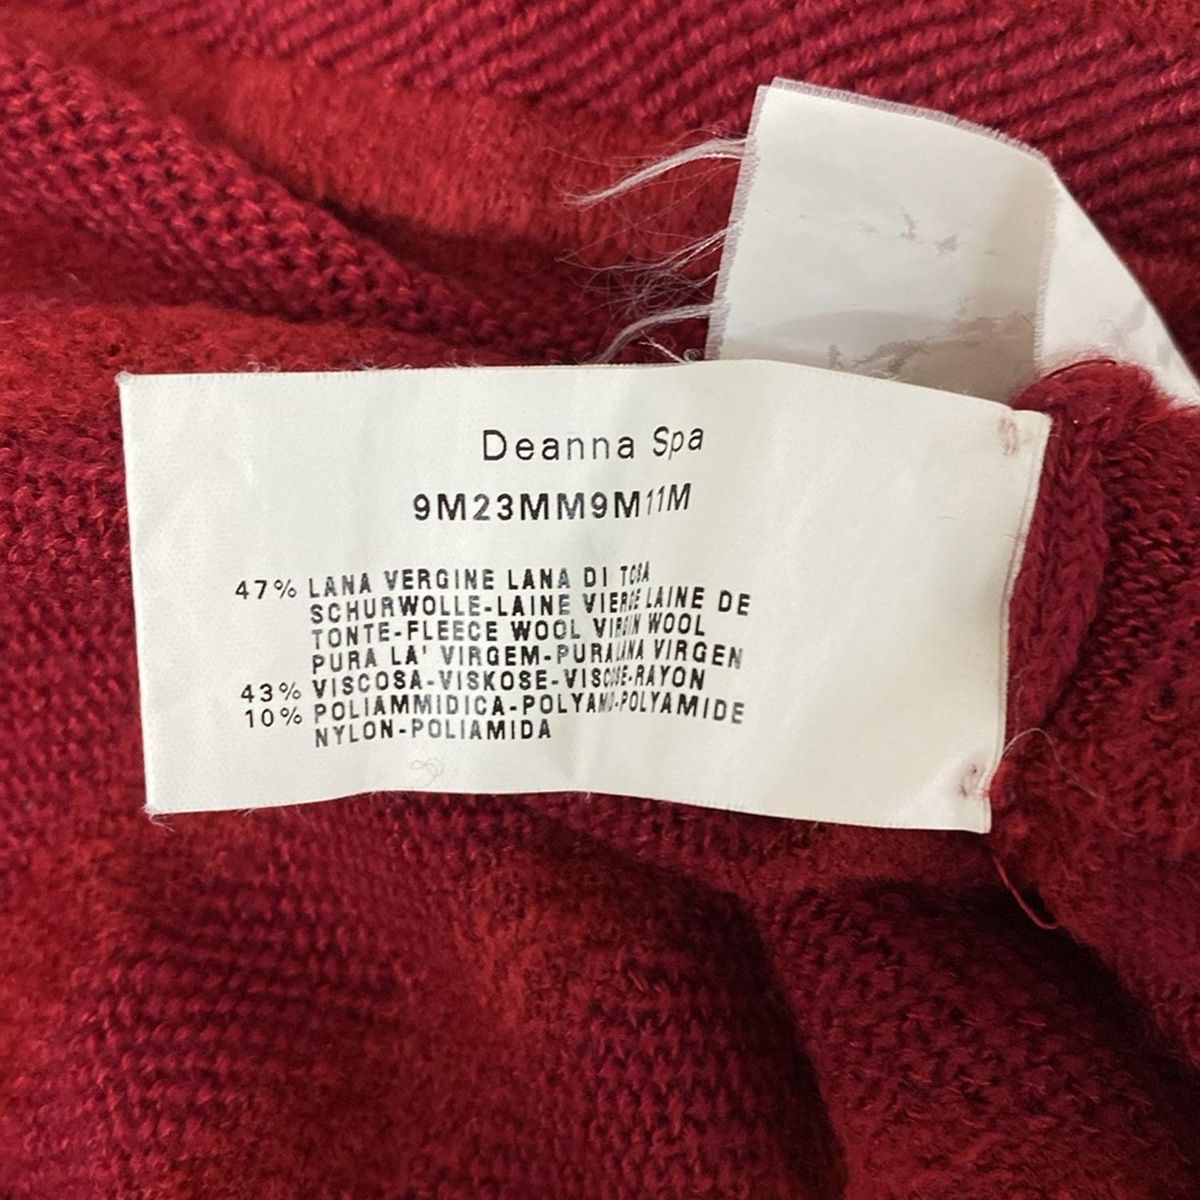 Deanna Spa
9M23MM9M11M
47% LANA VERGINE LANA DI TOSA
SCHURWOLLE-LAINE VIERGE LAINE DE
TONTE-FLEECE WOOL VIRGIN WOOL
PURA LA' VIRGEM-PURA LANA VIRGEN
43% VISCOSA-VISKOSE-VISCOSE-RAYON
10% POLIAMMIDICA-POLYAMID-POLYAMIDE
NYLON-POLIAMIDA